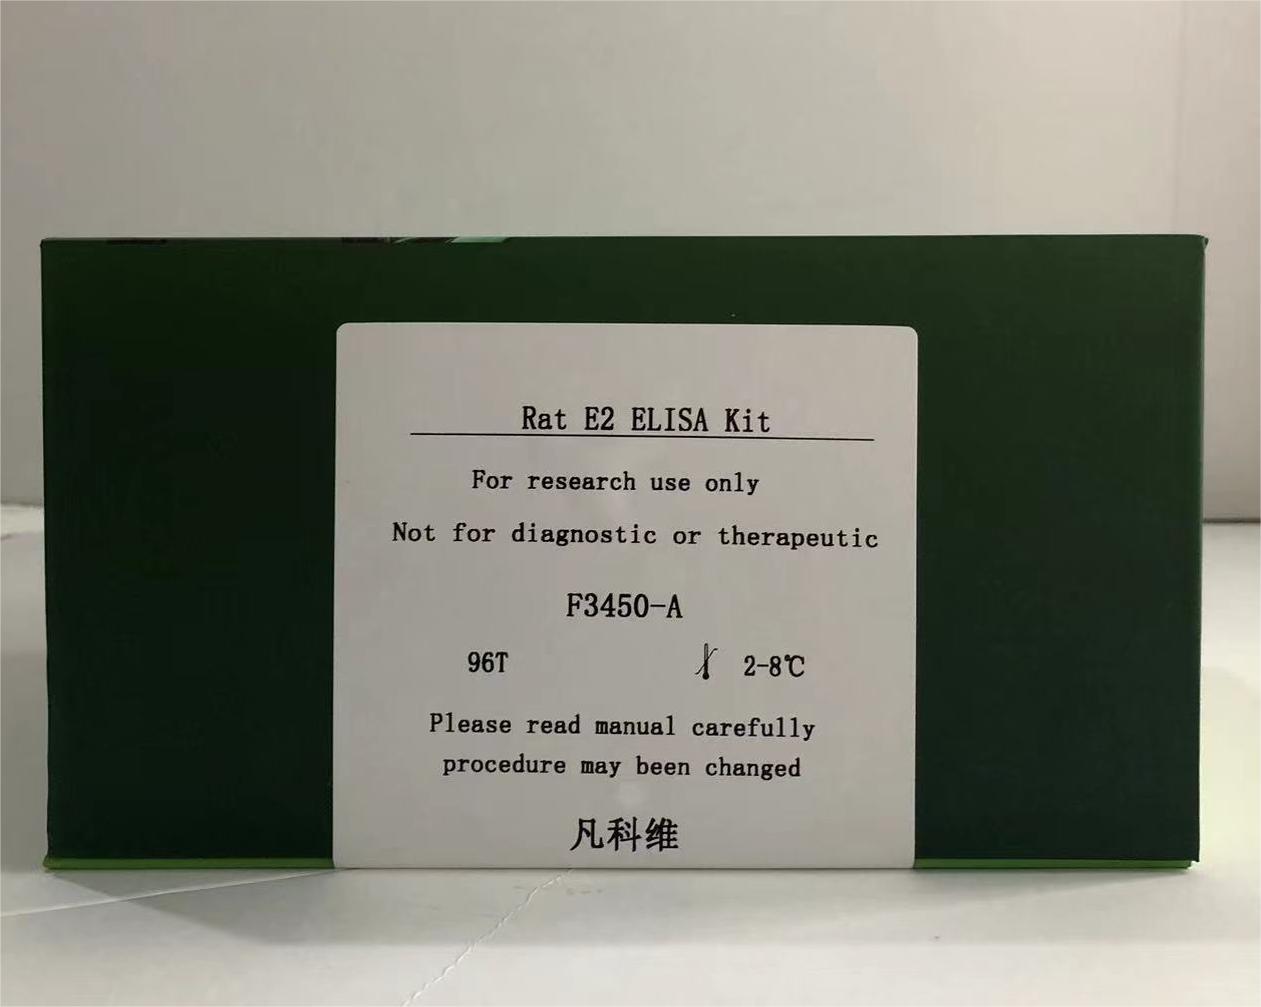 Rat E2 ELISA Kit
For research use only
Not for diagnostic or therapeutic
F3450-A
96T 2-8℃
Please read manual carefully
procedure may been changed
凡科维